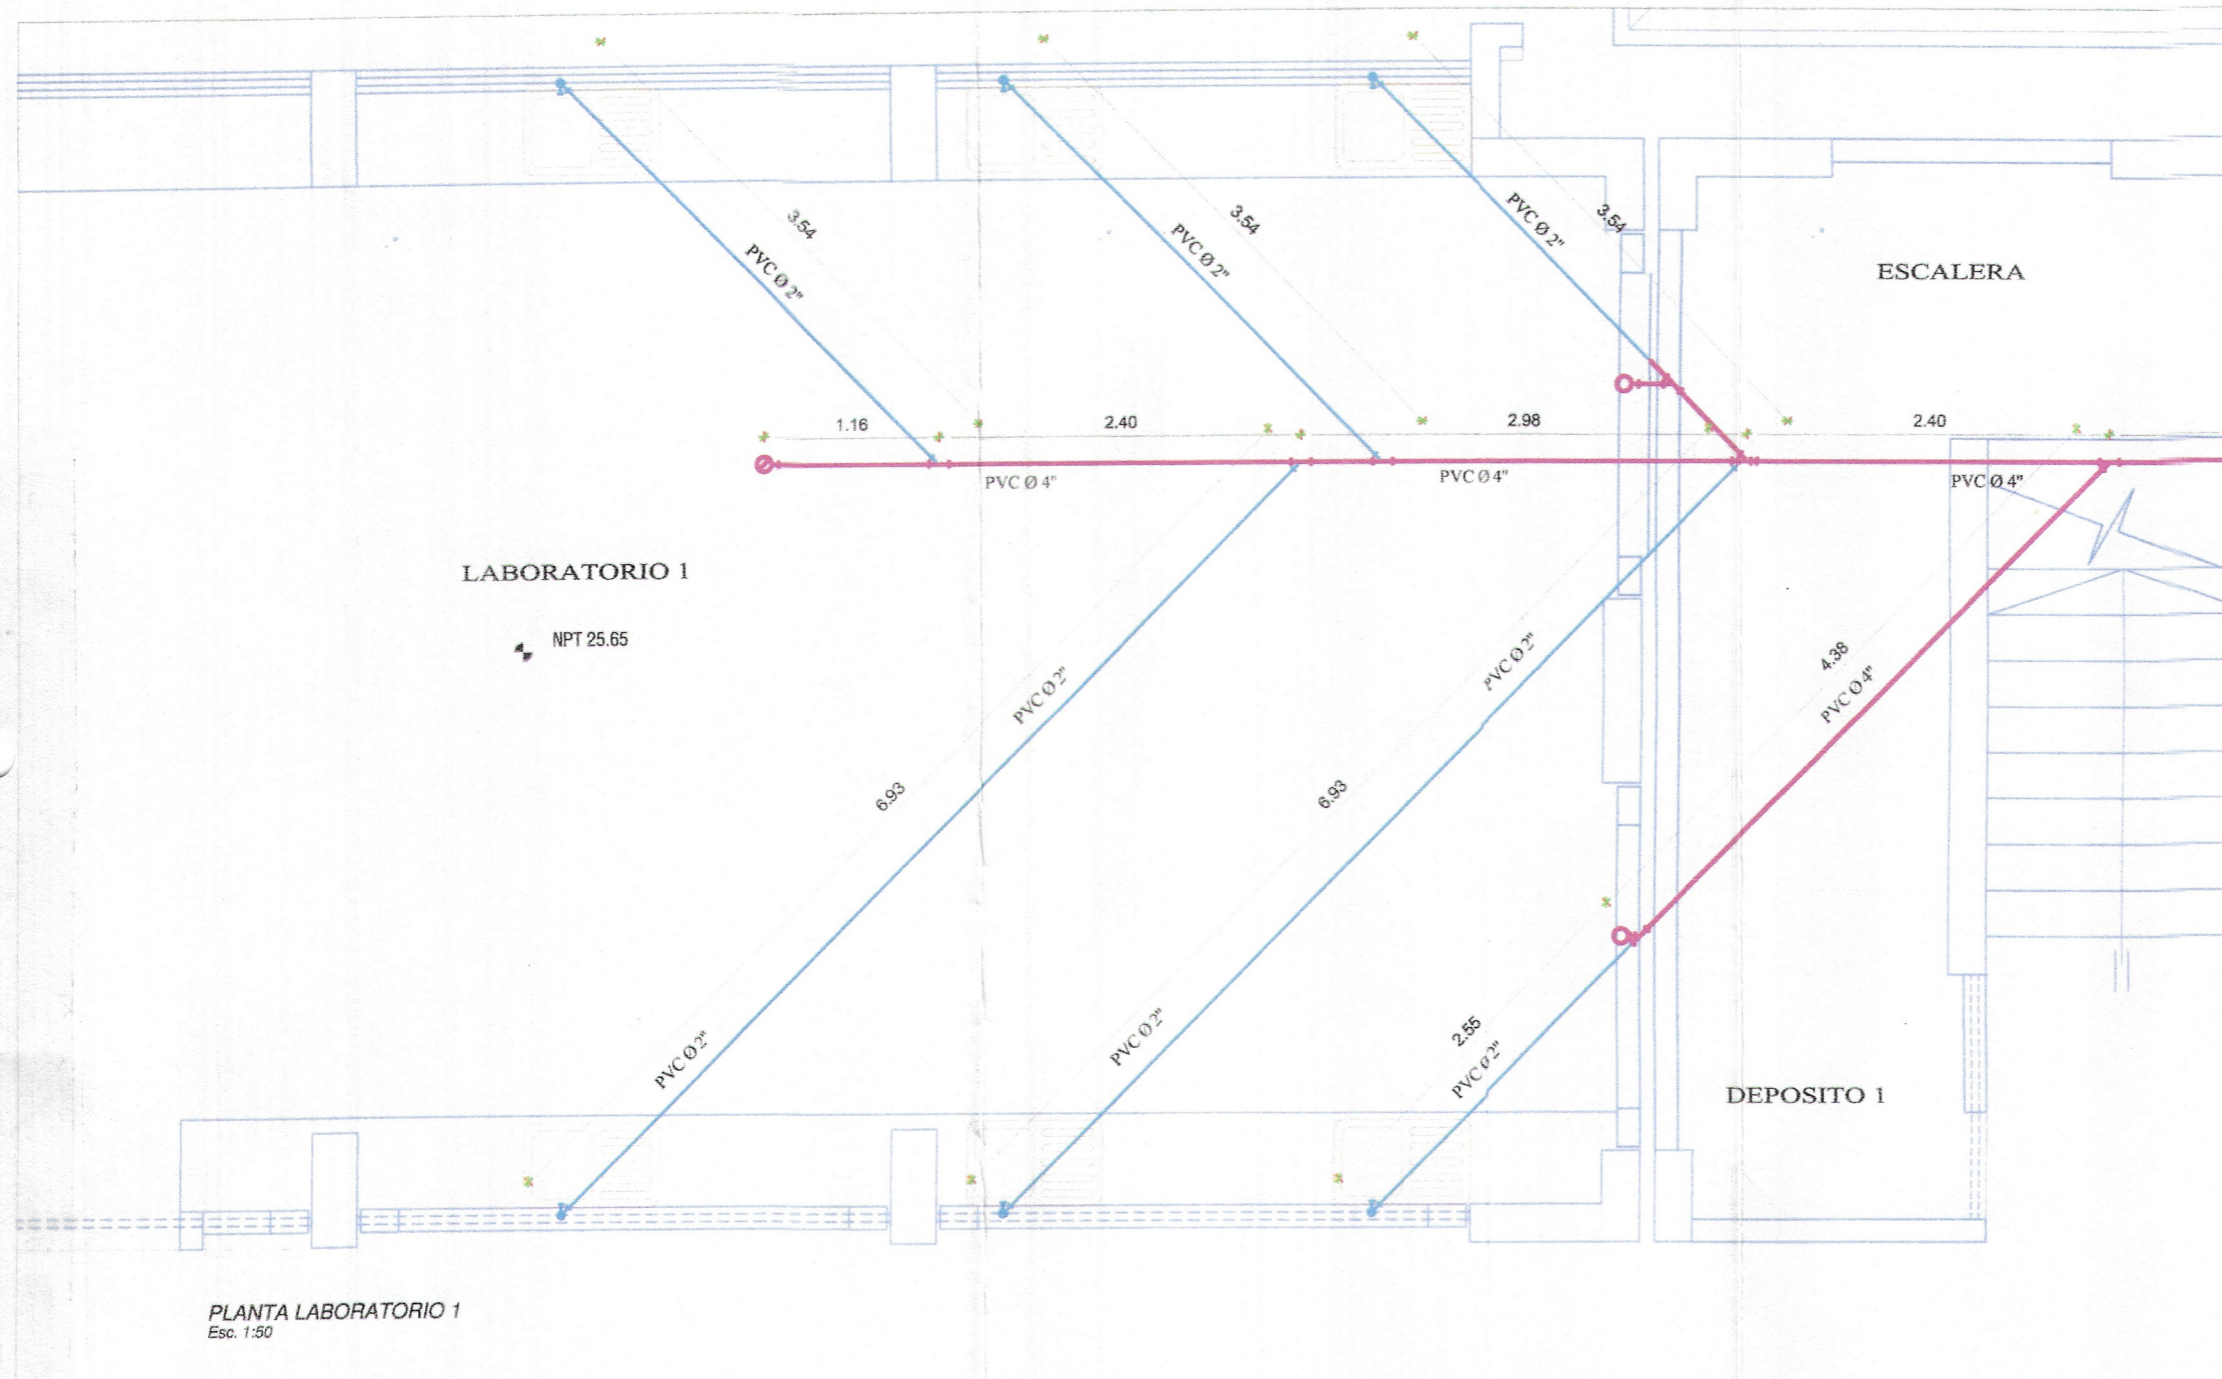 3.54
PVC Ø 2"
3.54
PVC Ø 2"
3.54
PVC Ø 2"
ESCALERA
1.16
2.40
2.98
2.40
PVC Ø 4"
PVC Ø 4"
PVC Ø 4"
LABORATORIO 1
NPT 25.65
PVC Ø 2"
PVC Ø 2"
4.38
PVC Ø 4"
6.93
6.93
PVC Ø 2"
PVC Ø 2"
2.55
PVC Ø 2"
DEPOSITO 1
PLANTA LABORATORIO 1
Esc. 1:50